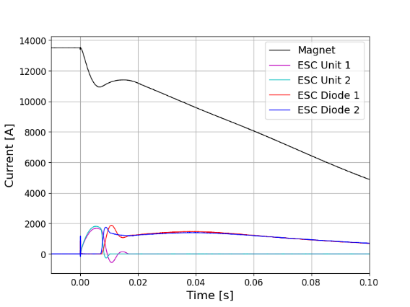 14000
12000
10000
8000
6000
4000
2000
0
Current [A]
Magnet
ESC Unit 1
ESC Unit 2
ESC Diode 1
ESC Diode 2
0.00 0.02 0.04 0.06 0.08 0.10
Time [s]